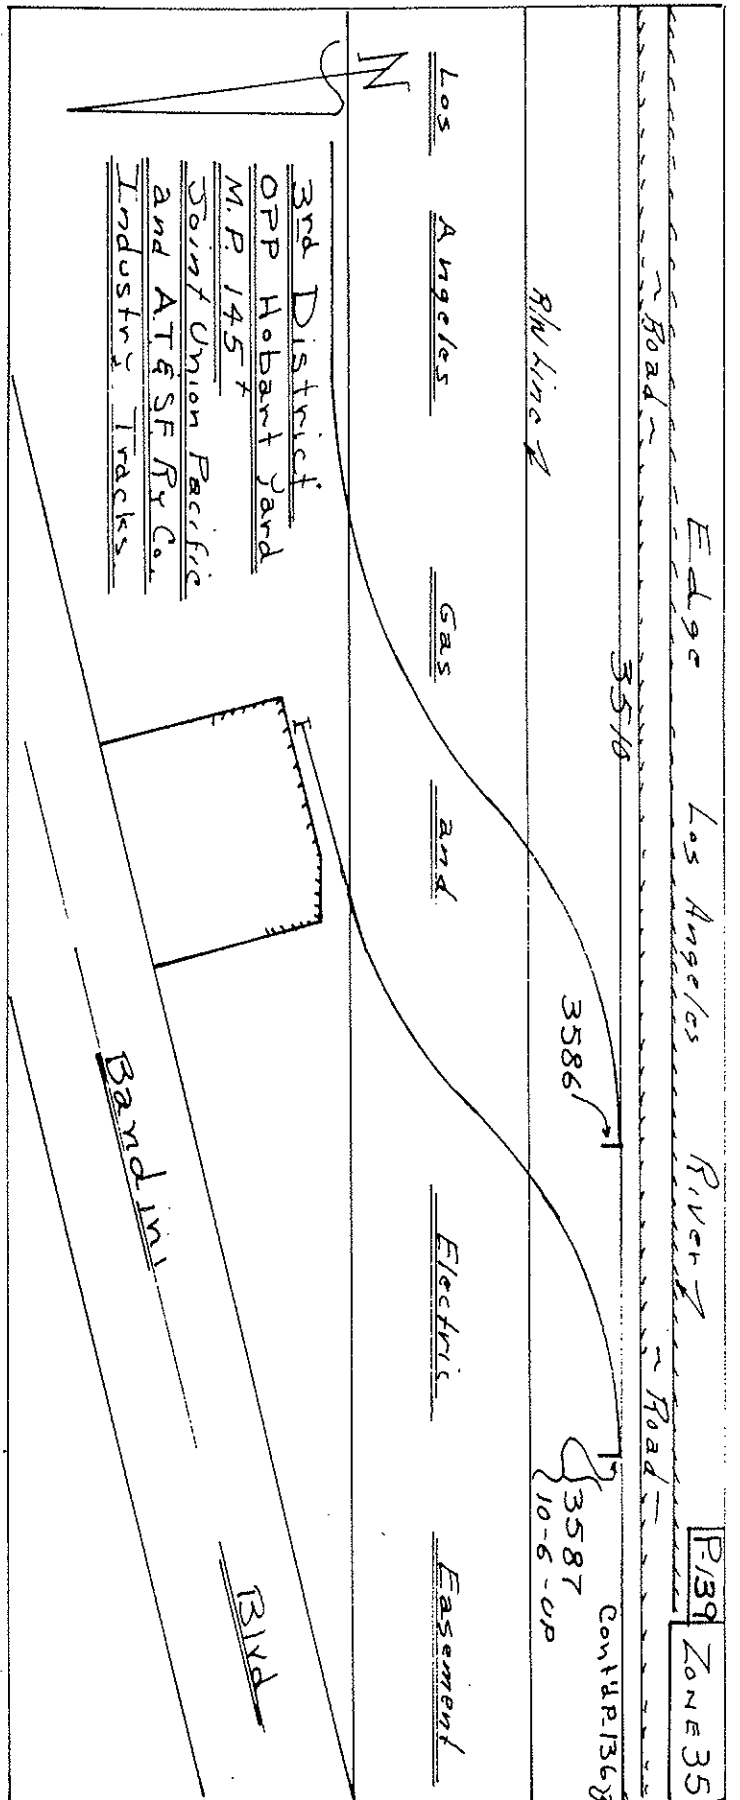 P-139 ZONE 35
Edge Los Angeles River
~ Road ~
~ Road ~
3510
Cont'd P.136
3586
3587
10-6-UP
R/W Line
Los Angeles Gas and Electric Easement
N
3rd District
OPP Hobart Yard
M.P. 145+
Joint Union Pacific
and AT&SF Ry Co.
Industry Tracks
Bandini Blvd